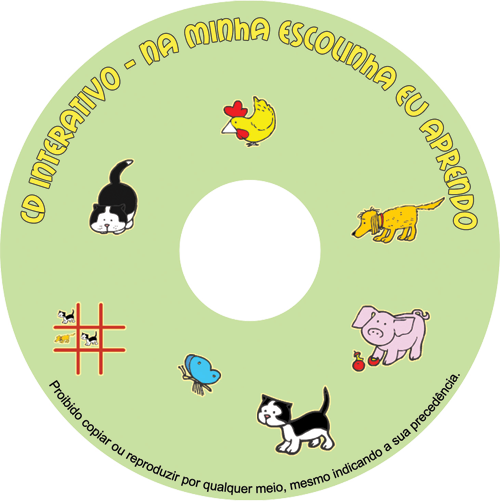 CD INTERATIVO - NA MINHA ESCOLINHA EU APRENDO
Proibido copiar ou reproduzir por qualquer meio, mesmo indicando a sua precedência.